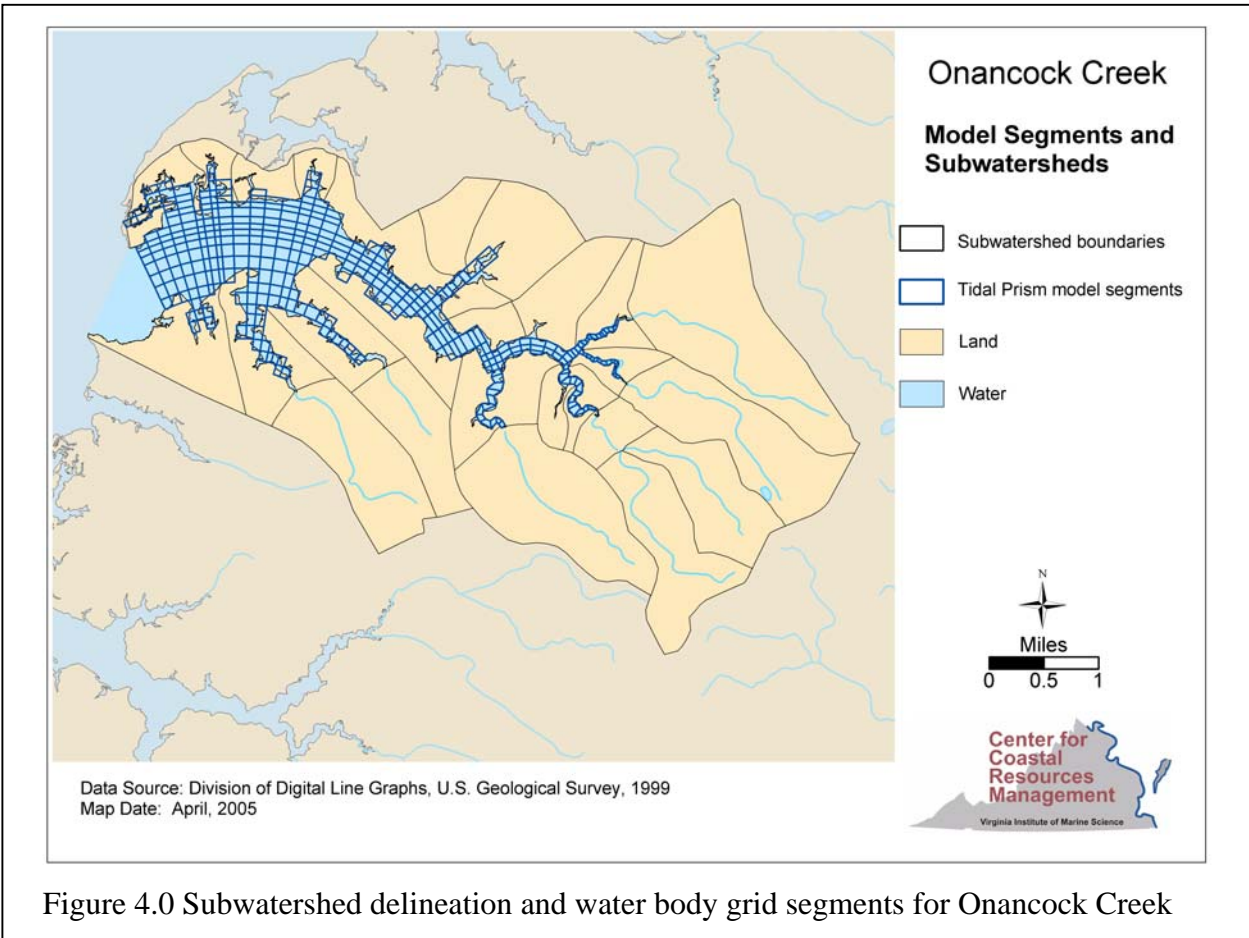 Onancock Creek
Model Segments and
Subwatersheds
Subwatershed boundaries
Tidal Prism model segments
Land
Water
N
Miles
0 0.5 1
Center for
Coastal
Resources
Management
Virginia Institute of Marine Science
Data Source: Division of Digital Line Graphs, U.S. Geological Survey, 1999
Map Date: April, 2005
Figure 4.0 Subwatershed delineation and water body grid segments for Onancock Creek